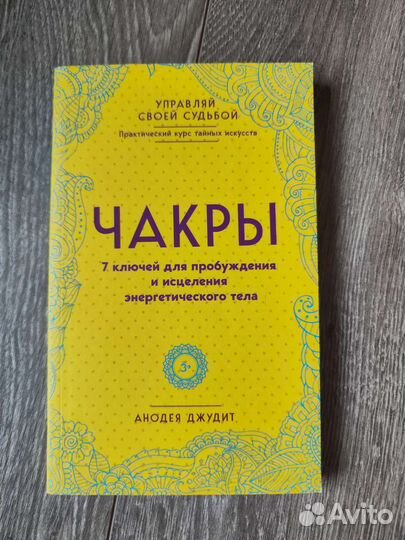 УПРАВЛЯЙ
СВОЕЙ СУДЬБОЙ
Практический курс тайных искусств
ЧАКРЫ
7 ключей для пробуждения
и исцеления
энергетического тела
АНОДЕЯ ДЖУДИТ
Avito